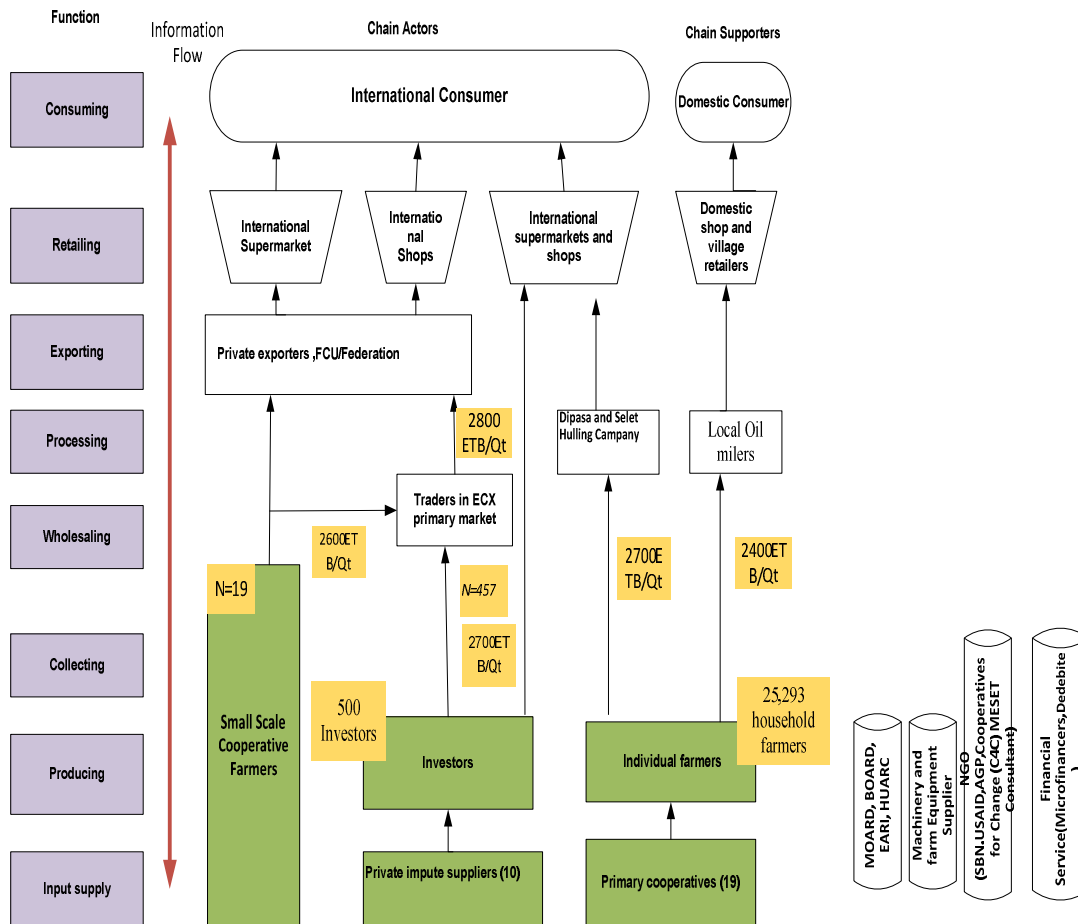 Function
Information
Flow
Chain Actors
Chain Supporters
Consuming
International Consumer
Domestic Consumer
Retailing
International
Supermarket
Internatio
nal
Shops
International
supermarkets and
shops
Domestic
shop and
village
retailers
Exporting
Private exporters ,FCU/Federation
Processing
2800
ETB/Qt
Dipasa and Selet
Hulling Campany
Local Oil
milers
Wholesaling
Traders in ECX
primary market
2600ET
B/Qt
2700E
TB/Qt
2400ET
B/Qt
N=19
N=457
Collecting
2700ET
B/Qt
Small Scale
Cooperative
Farmers
500
Investors
25,293
household
farmers
Producing
Investors
Individual farmers
MOARD, BOARD,
EARI, HUARC
Machinery and
farm Equipment
Supplier
NGO
(SBN.USAID,AGP,Cooperatives
for Change (C4C) MESET
Consultant)
Financial
Service(Microfinancers,Dedebite
)
Input supply
Private impute suppliers (10)
Primary cooperatives (19)